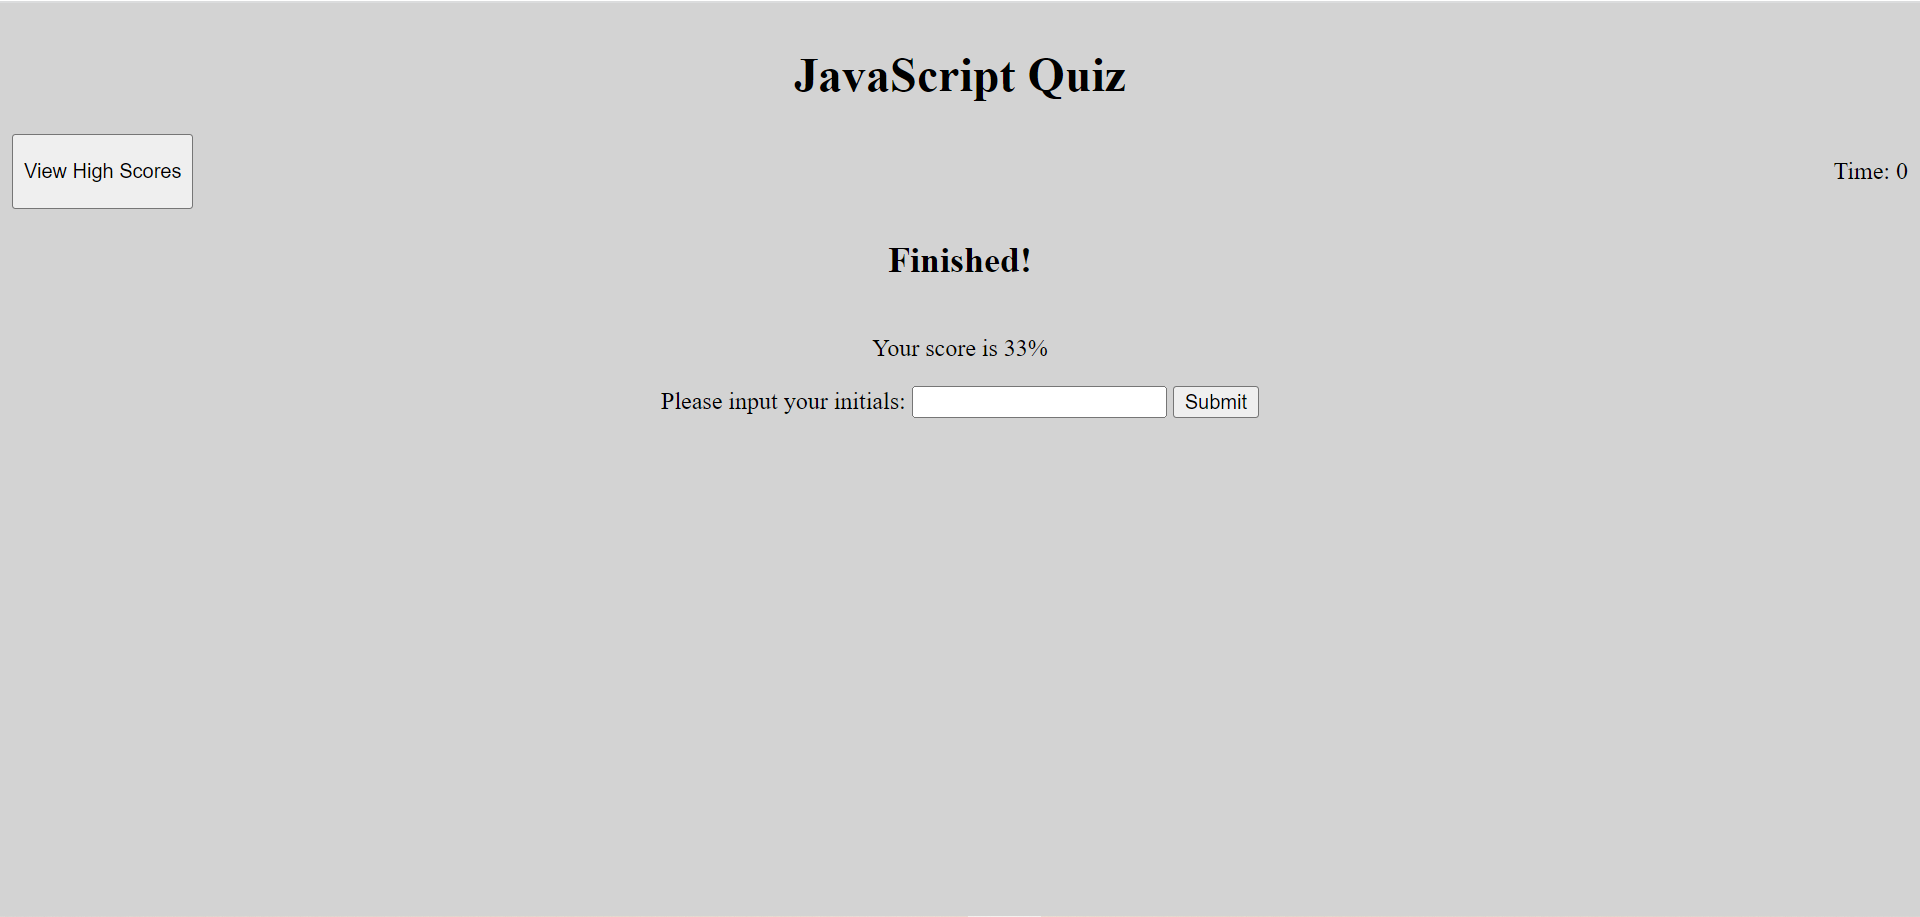 JavaScript Quiz
View High Scores
Time: 0
Finished!
Your score is 33%
Please input your initials: Submit